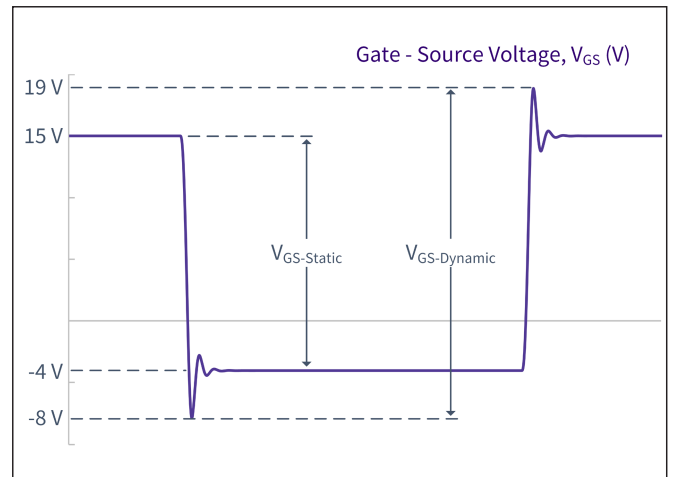 Gate - Source Voltage, VGS (V)
19 V
15 V
VGS-Static
VGS-Dynamic
-4 V
-8 V